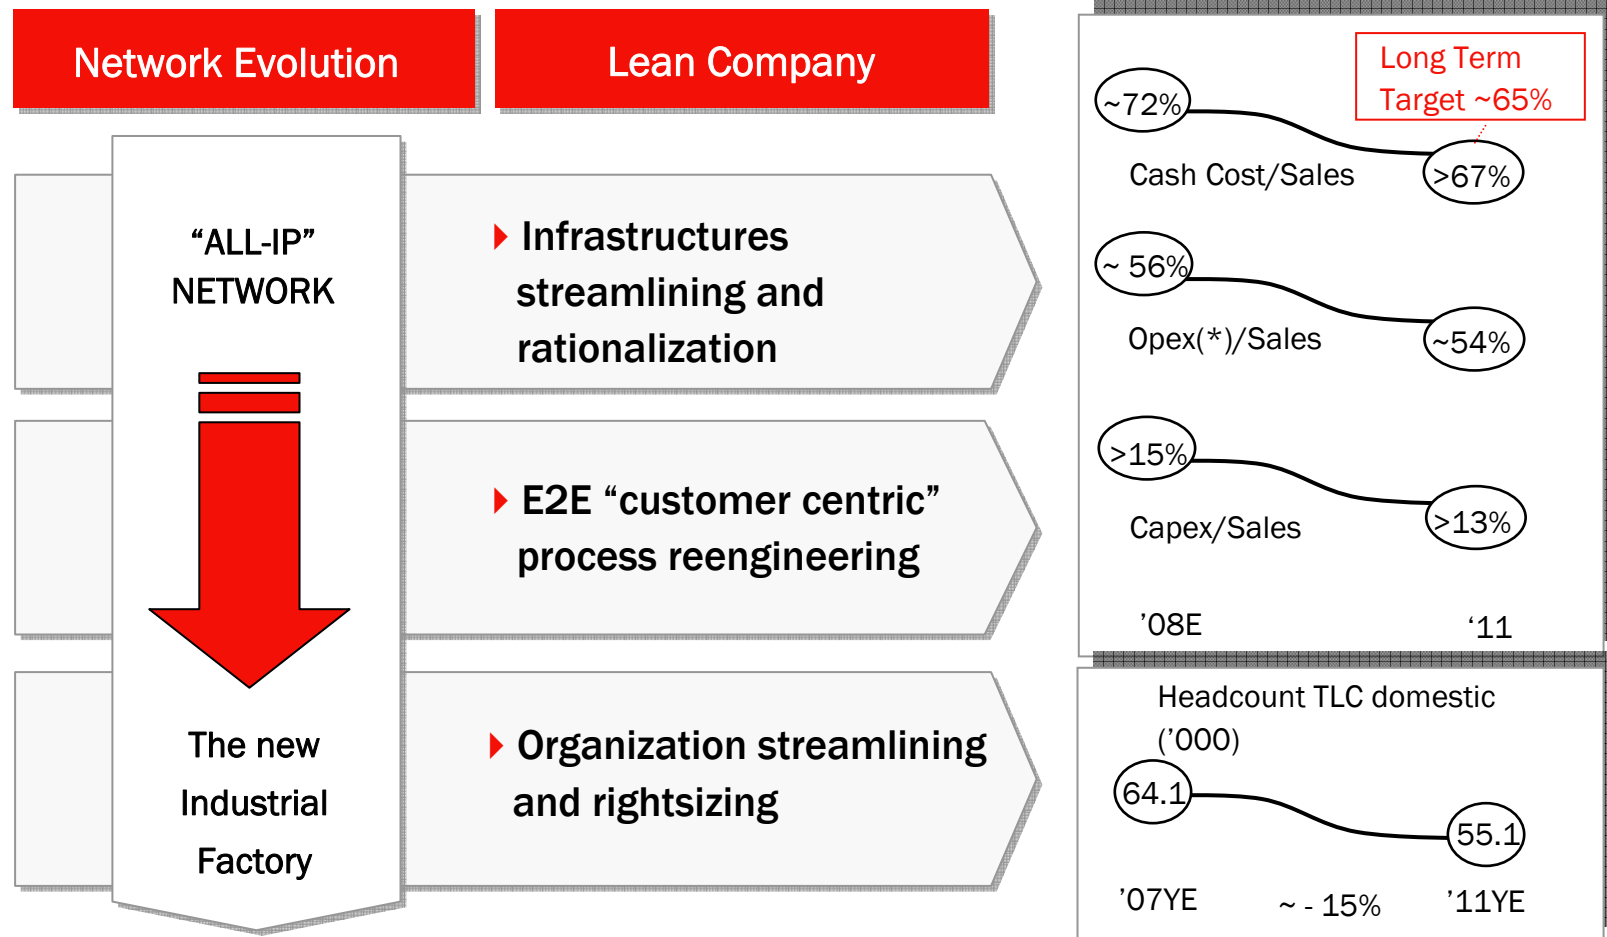 Network Evolution
Lean Company
“ALL-IP”
NETWORK
The new
Industrial
Factory
Infrastructures
streamlining and
rationalization
E2E “customer centric”
process reengineering
Organization streamlining
and rightsizing
Long Term
Target ~65%
~72%
>67%
Cash Cost/Sales
~ 56%
~54%
Opex(*)/Sales
>15%
>13%
Capex/Sales
’08E
‘11
Headcount TLC domestic
(’000)
64.1
55.1
’07YE
~ - 15%
’11YE